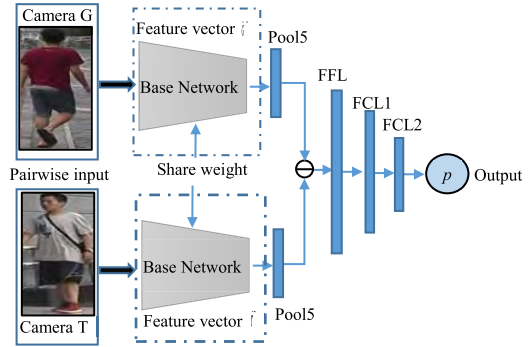 Camera G
Feature vector
Pool5
Base Network
FFL
FCL1
FCL2
Pairwise input
Share weight
p
Output
Base Network
Feature vector
Pool5
Camera T